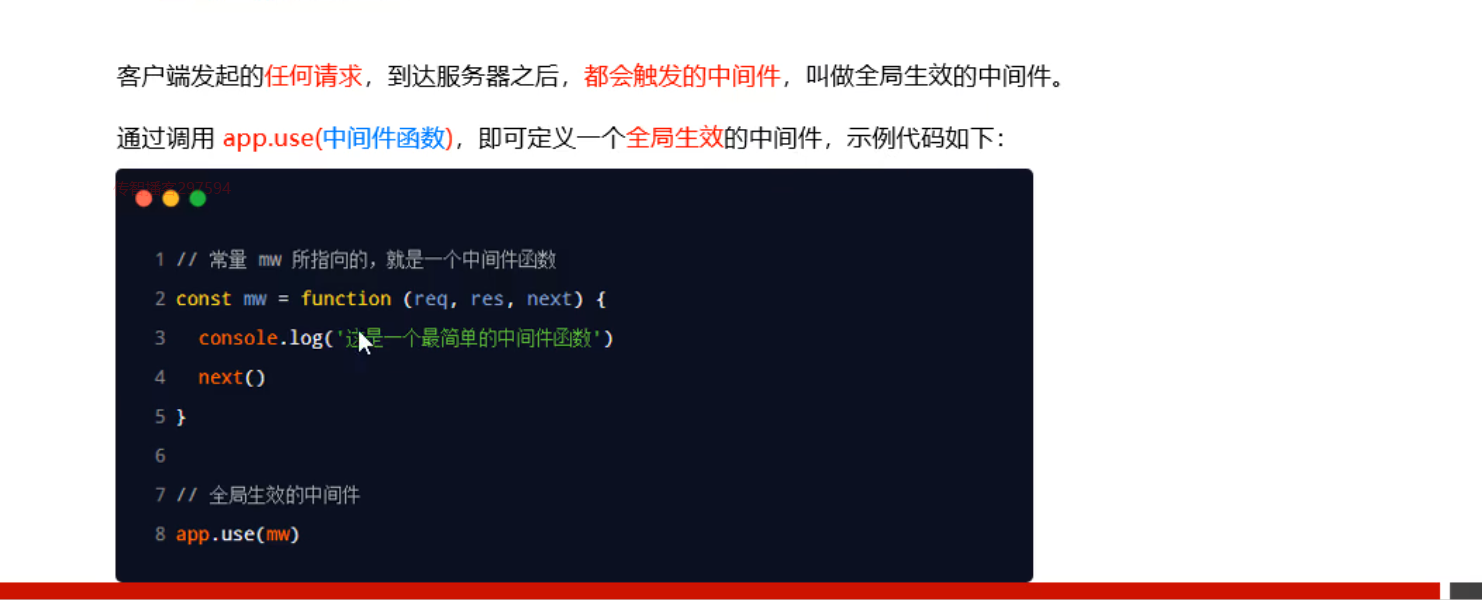 客户端发起的任何请求，到达服务器之后，都会触发的中间件，叫做全局生效的中间件。
通过调用 app.use(中间件函数)，即可定义一个全局生效的中间件，示例代码如下：
1 // 常量 mw 所指向的，就是一个中间件函数
2 const mw = function (req, res, next) {
3   console.log('这是一个最简单的中间件函数')
4   next()
5 }
6
7 // 全局生效的中间件
8 app.use(mw)